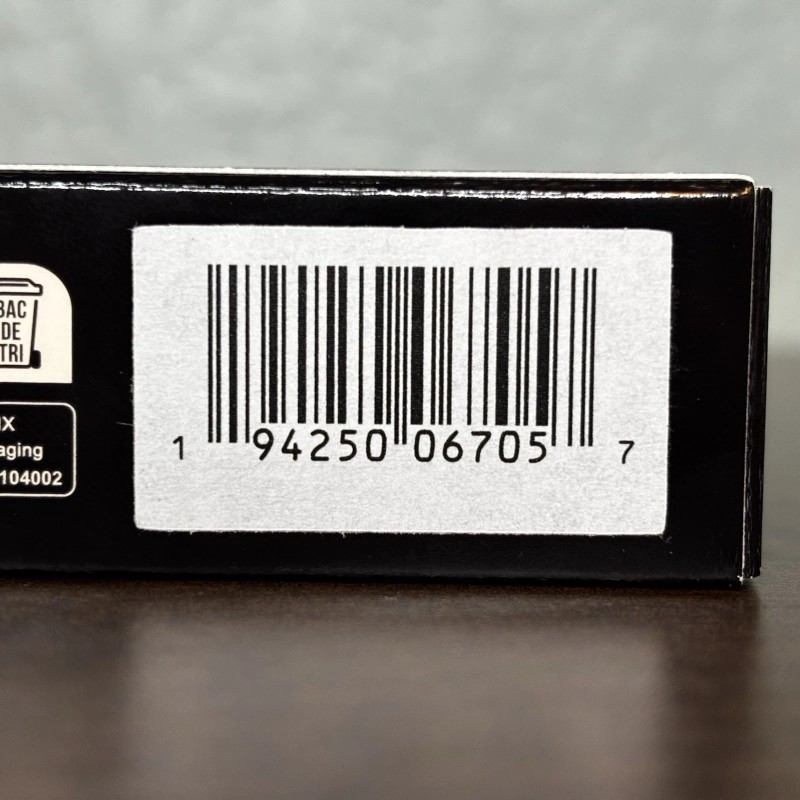 BAC
DE
TRI
IX
aging
104002
1 94250 06705 7